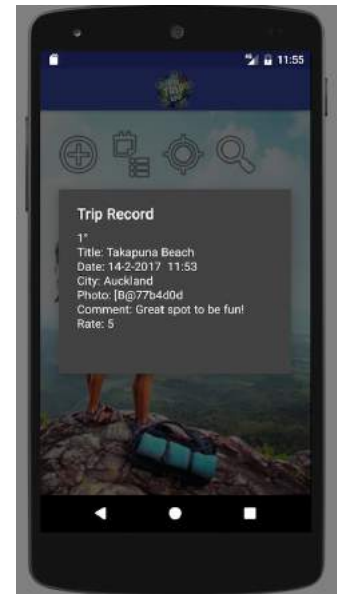 11:55
Trip Record
1"
Title: Takapuna Beach
Date: 14-2-2017  11:53
City: Auckland
Photo: [B@77b4d0d
Comment: Great spot to be fun!
Rate: 5